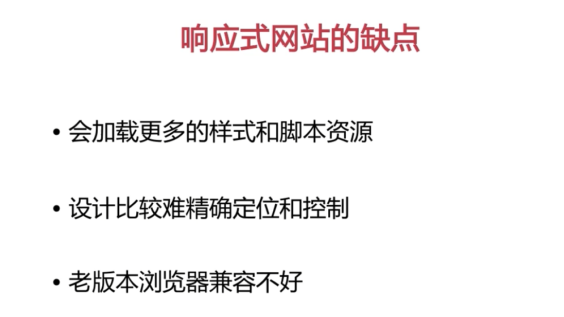 响应式网站的缺点
• 会加载更多的样式和脚本资源
• 设计比较难精确定位和控制
• 老版本浏览器兼容不好